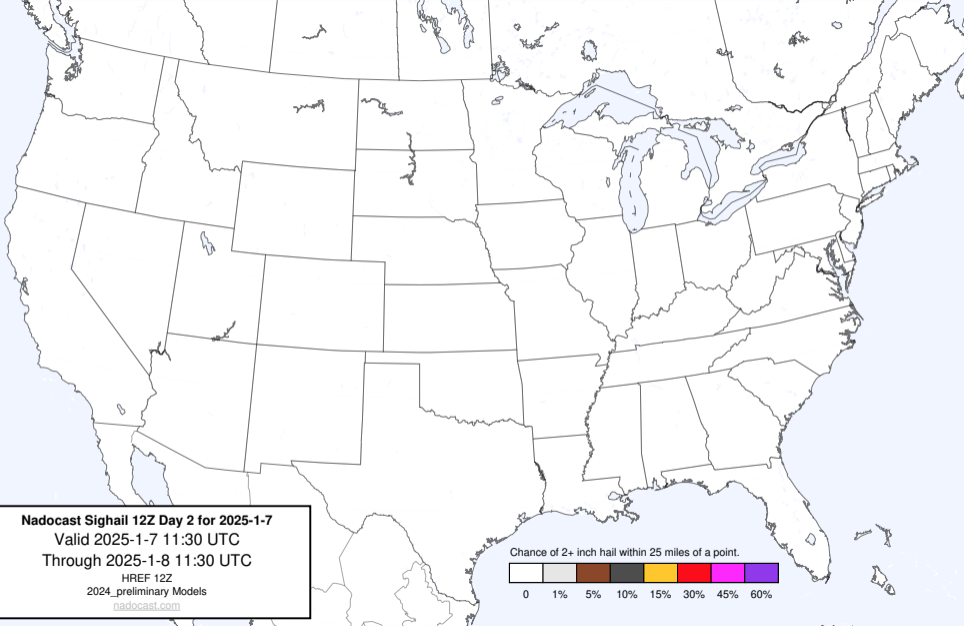 Nadocast Sighail 12Z Day 2 for 2025-1-7
Valid 2025-1-7 11:30 UTC
Through 2025-1-8 11:30 UTC
HREF 12Z
2024_preliminary Models
nadocast.com
Chance of 2+ inch hail within 25 miles of a point.
0 1% 5% 10% 15% 30% 45% 60%